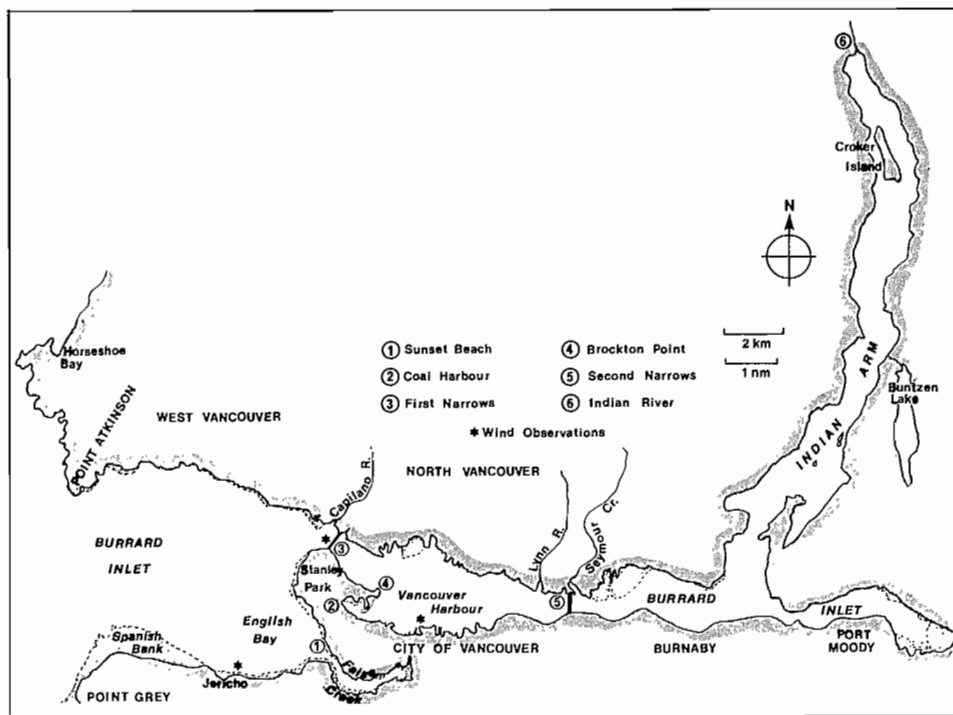 6
Croker
Island
N
2 km
1 nm
1 Sunset Beach
2 Coal Harbour
3 First Narrows
4 Brockton Point
5 Second Narrows
6 Indian River
* Wind Observations
Horseshoe
Bay
POINT ATKINSON
WEST VANCOUVER
NORTH VANCOUVER
Capilano R.
Lynn R.
Seymour Cr.
INDIAN ARM
Buntzen
Lake
BURRARD
INLET
3
Stanley
Park
4
2
Vancouver
Harbour
5
BURRARD
INLET
English
Bay
Spanish
Bank
1
CITY OF VANCOUVER
BURNABY
PORT
MOODY
False
Creek
Jericho
POINT GREY